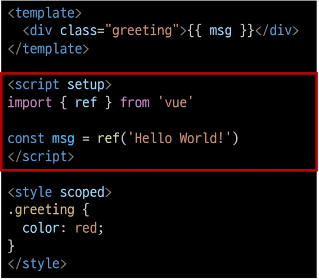 <template>
  <div class="greeting">{{ msg }}</div>
</template>

<script setup>
import { ref } from 'vue'

const msg = ref('Hello World!')
</script>

<style scoped>
.greeting {
  color: red;
}
</style>